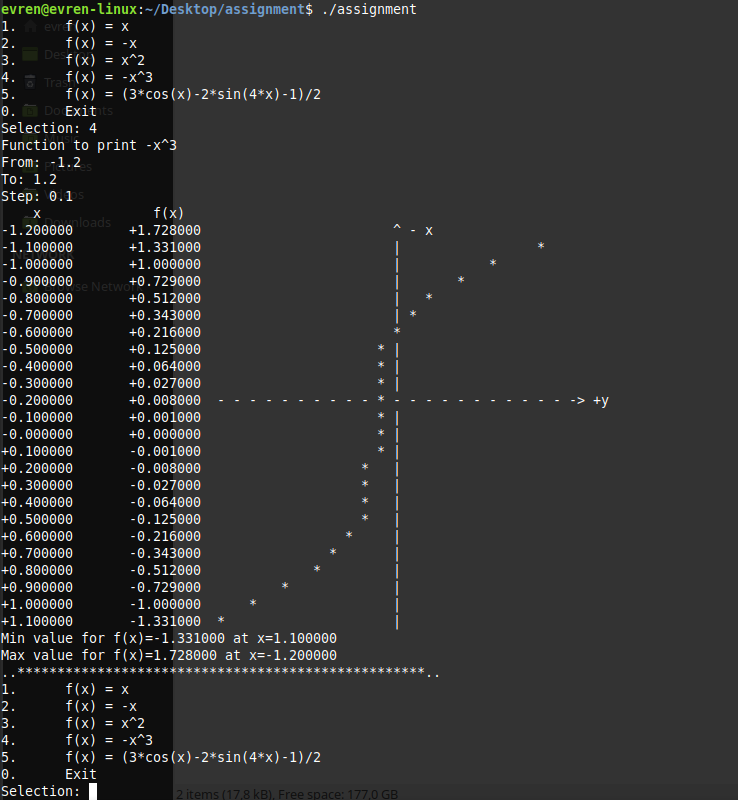 evren@evren-linux:~/Desktop/assignment$ ./assignment
1.      f(x) = x
2.      f(x) = -x
3.      f(x) = x^2
4.      f(x) = -x^3
5.      f(x) = (3*cos(x)-2*sin(4*x)-1)/2
0.      Exit
Selection: 4
Function to print -x^3
From: -1.2
To: 1.2
Step: 0.1
    x              f(x)
-1.200000       +1.728000                        ^ - x
-1.100000       +1.331000                        |                 *
-1.000000       +1.000000                        |           *
-0.900000       +0.729000                        |       *
-0.800000       +0.512000                        |   *
-0.700000       +0.343000                        | *
-0.600000       +0.216000                        *
-0.500000       +0.125000                      * |
-0.400000       +0.064000                      * |
-0.300000       +0.027000                      * |
-0.200000       +0.008000  - - - - - - - - - - * - - - - - - - - - - - -> +y
-0.100000       +0.001000                      * |
-0.000000       +0.000000                      * |
+0.100000       -0.001000                      * |
+0.200000       -0.008000                    *   |
+0.300000       -0.027000                    *   |
+0.400000       -0.064000                    *   |
+0.500000       -0.125000                    *   |
+0.600000       -0.216000                  *     |
+0.700000       -0.343000                *       |
+0.800000       -0.512000              *         |
+0.900000       -0.729000          *             |
+1.000000       -1.000000      *                 |
+1.100000       -1.331000  *                     |
Min value for f(x)=-1.331000 at x=1.100000
Max value for f(x)=1.728000 at x=-1.200000
..***************************************************..
1.      f(x) = x
2.      f(x) = -x
3.      f(x) = x^2
4.      f(x) = -x^3
5.      f(x) = (3*cos(x)-2*sin(4*x)-1)/2
0.      Exit
Selection:
2 items (17,8 kB), Free space: 177,0 GB
Pictures
Downloads